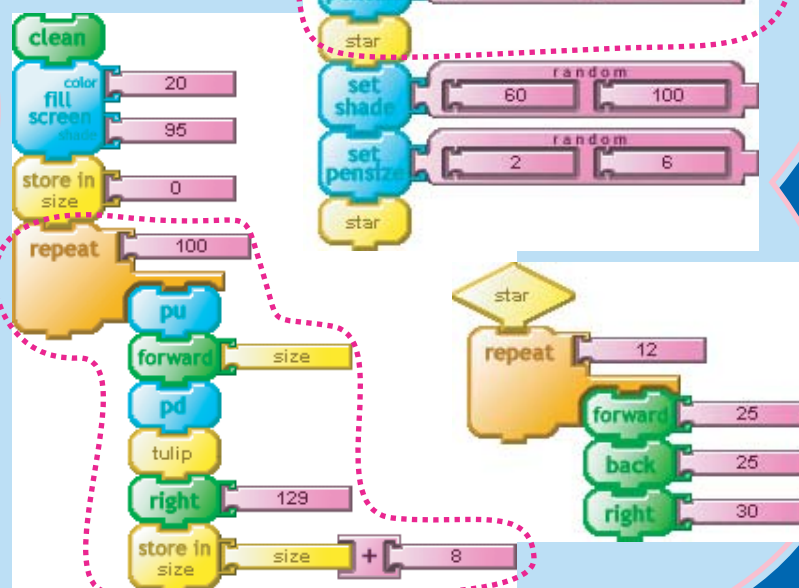 clean
color 20
fill
screen
shade 95
store in
size 0
repeat 100
pu
forward size
pd
tulip
right 129
store in
size size + 8
star
set
shade random 60 100
set
pensize random 2 6
star
star
repeat 12
forward 25
back 25
right 30